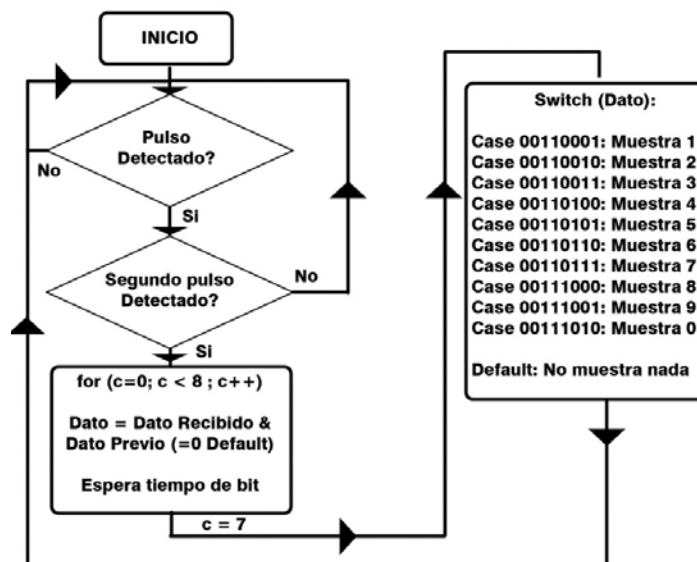 INICIO
Pulso
Detectado?
No
Si
Segundo pulso
Detectado?
No
Si
for (c=0; c < 8 ; c++)
Dato = Dato Recibido &
Dato Previo (=0 Default)
Espera tiempo de bit
c = 7
Switch (Dato):
Case 00110001: Muestra 1
Case 00110010: Muestra 2
Case 00110011: Muestra 3
Case 00110100: Muestra 4
Case 00110101: Muestra 5
Case 00110110: Muestra 6
Case 00110111: Muestra 7
Case 00111000: Muestra 8
Case 00111001: Muestra 9
Case 00111010: Muestra 0
Default: No muestra nada